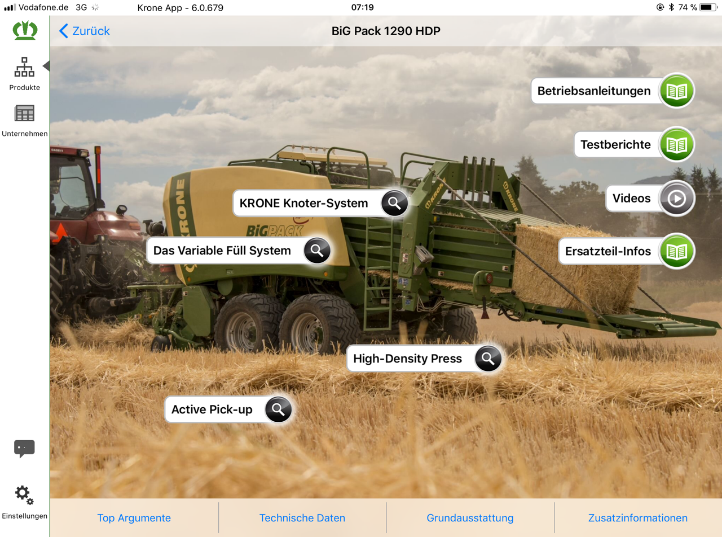 Vodafone.de 3G Krone App - 6.0.679 07:19 74 %
Zurück BiG Pack 1290 HDP
Produkte
Unternehmen
Betriebsanleitungen
Testberichte
Videos
Ersatzteil-Infos
KRONE Knoter-System
Das Variable Füll System
KRONE
BiGPACK
High-Density Press
Active Pick-up
Einstellungen
Top Argumente Technische Daten Grundausstattung Zusatzinformationen